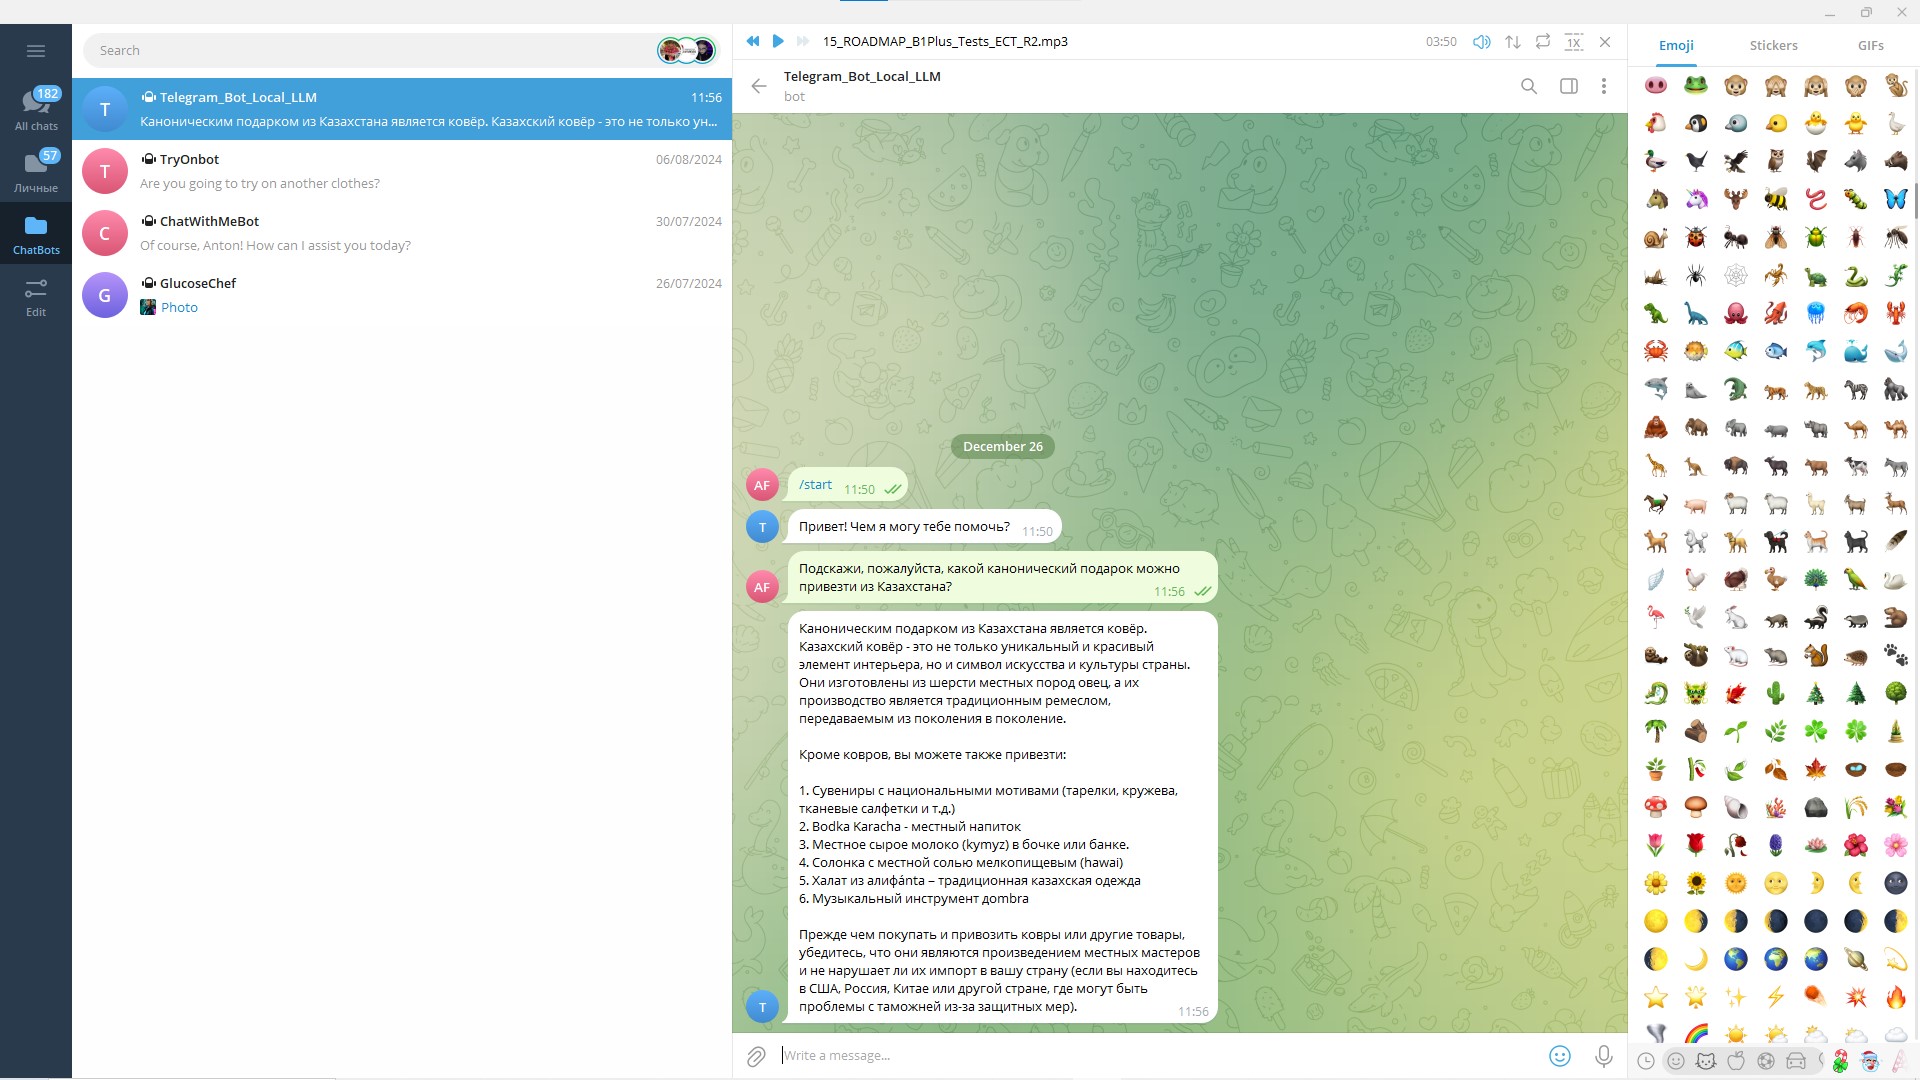 Search
182
All chats
57
Личные
ChatBots
Edit
T
Telegram_Bot_Local_LLM
11:56
Каноническим подарком из Казахстана является ковёр. Казахский ковёр - это не только ун...
T
TryOnbot
06/08/2024
Are you going to try on another clothes?
C
ChatWithMeBot
30/07/2024
Of course, Anton! How can I assist you today?
G
GlucoseChef
26/07/2024
Photo
15_ROADMAP_B1Plus_Tests_ECT_R2.mp3
03:50
1X
Telegram_Bot_Local_LLM
bot
December 26
AF
/start
11:50
T
Привет! Чем я могу тебе помочь?
11:50
Подскажи, пожалуйста, какой канонический подарок можно
привезти из Казахстана?
11:56
AF
Каноническим подарком из Казахстана является ковёр.
Казахский ковёр - это не только уникальный и красивый
элемент интерьера, но и символ искусства и культуры страны.
Они изготовлены из шерсти местных пород овец, а их
производство является традиционным ремеслом,
передаваемым из поколения в поколение.
Кроме ковров, вы можете также привезти:
1. Сувениры с национальными мотивами (тарелки, кружева,
тканевые салфетки и т.д.)
2. Bodka Karacha - местный напиток
3. Местное сырое молоко (kymyz) в бочке или банке.
4. Солонка с местной солью мелкопищевым (hawai)
5. Халат из алифánta – традиционная казахская одежда
6. Музыкальный инструмент доmbra
Прежде чем покупать и привозить ковры или другие товары,
убедитесь, что они являются произведением местных мастеров
и не нарушает ли их импорт в вашу страну (если вы находитесь
в США, Россия, Китае или другой стране, где могут быть
проблемы с таможней из-за защитных мер).
11:56
T
Write a message...
Emoji
Stickers
GIFs